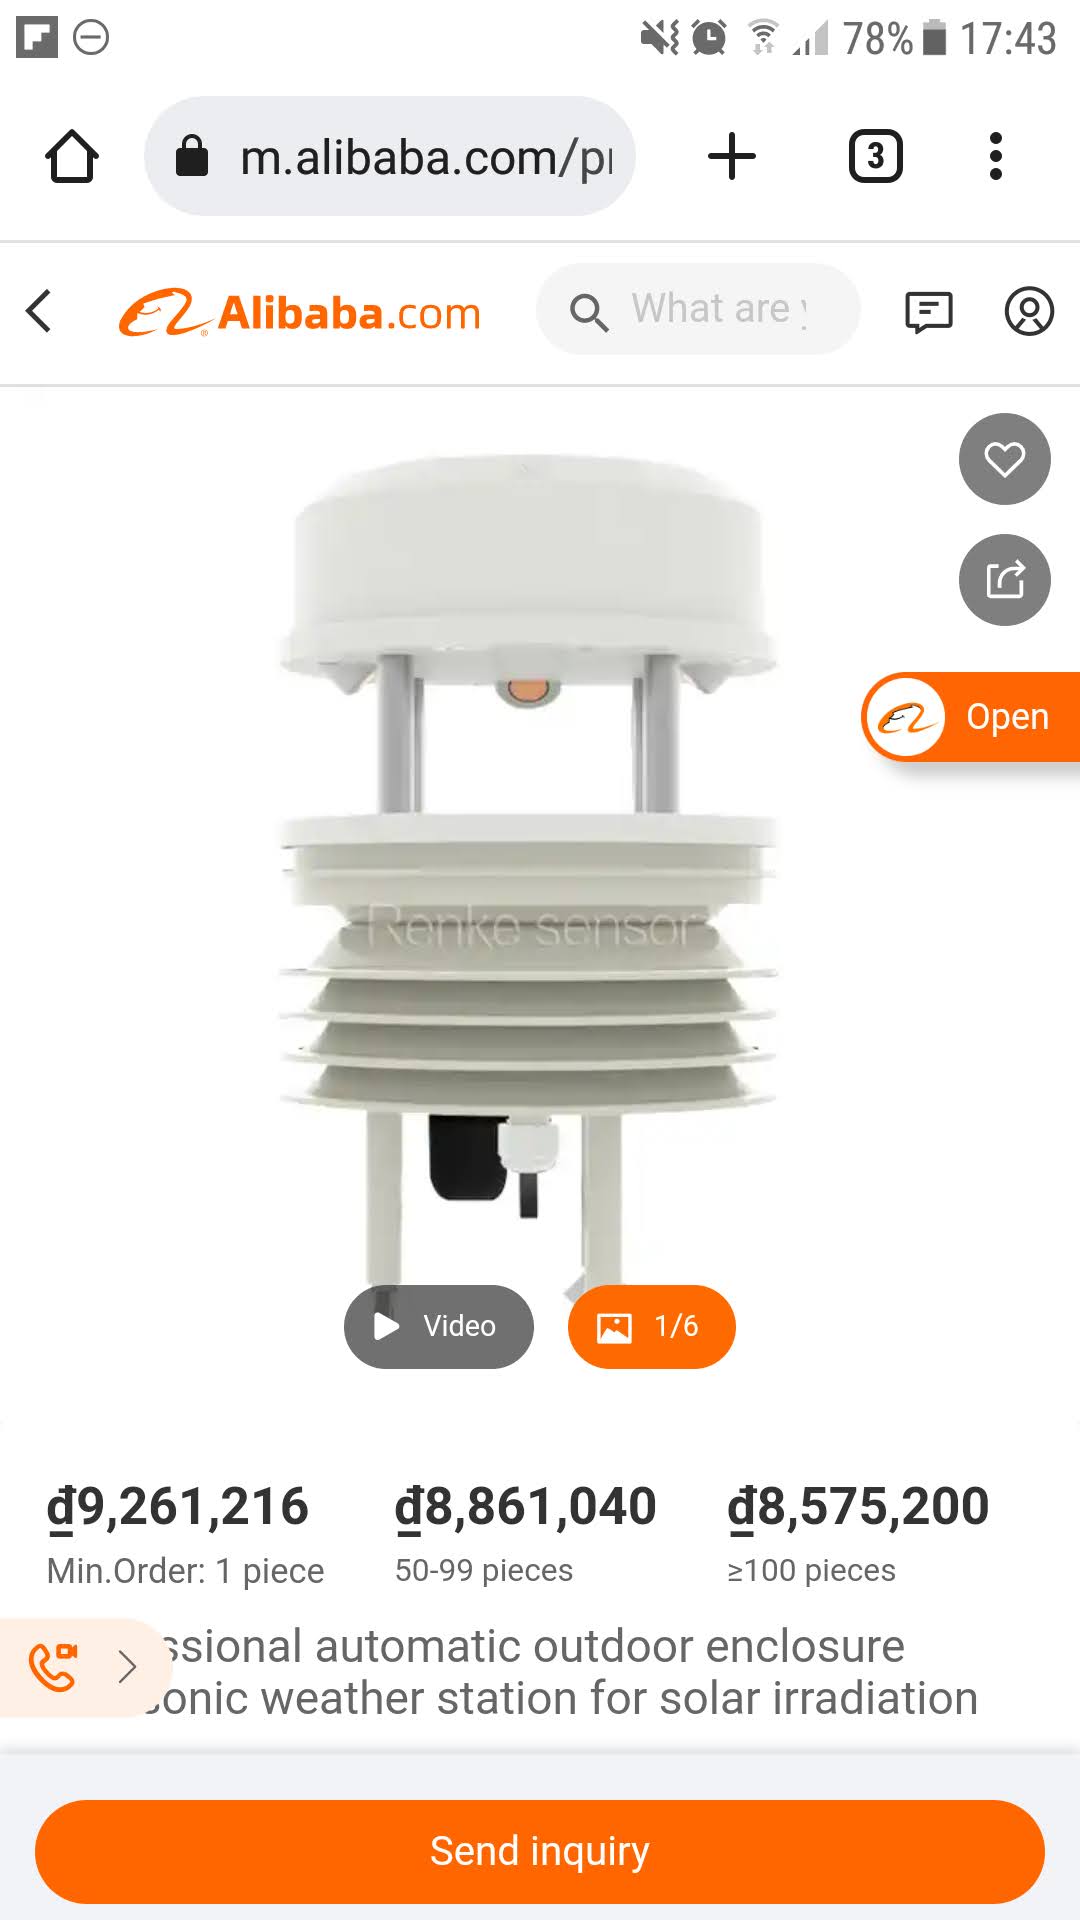 78% 17:43
m.alibaba.com/pr
3
Alibaba.com
What are
Open
Renke sensor
Video
1/6
₫9,261,216
₫8,861,040
₫8,575,200
Min.Order: 1 piece
50-99 pieces
≥100 pieces
ssional automatic outdoor enclosure
sonic weather station for solar irradiation
Send inquiry